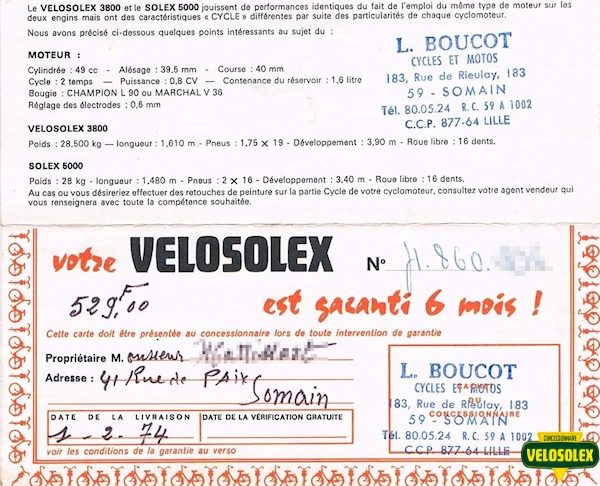 Le VELOSOLEX 3800 et le SOLEX 5000 jouissent de performances identiques du fait de l'emploi du même type de moteur sur les
deux engins mais ont des caractéristiques « CYCLE » différentes par suite des particularités de chaque cyclomoteur.
Nous avons précisé ci-dessous quelques points intéressants au sujet du :
MOTEUR :
Cylindrée : 49 cc - Alésage : 39,5 mm - Course : 40 mm
Cycle : 2 temps — Puissance : 0,8 CV — Contenance du réservoir : 1,6 litre
Bougie : CHAMPION L 90 ou MARCHAL V 36
Réglage des électrodes : 0,6 mm
L. BOUCOT
CYCLES ET MOTOS
183, Rue de Rieulay, 183
59 - SOMAIN
Tél. 80.05.24 R.C. 59 A 1002
C.C.P. 877-64 LILLE
VELOSOLEX 3800
Poids : 28,500 kg — longueur : 1,610 m - Pneus : 1,75 × 19 - Développement : 3,90 m - Roue libre : 16 dents.
SOLEX 5000
Poids : 28 kg - longueur : 1,480 m - Pneus : 2 × 16 - Développement : 3,40 m - Roue libre : 16 dents.
Au cas ou vous désireriez effectuer des retouches de peinture sur la partie Cycle de votre cyclomoteur, consultez votre agent vendeur qui
vous renseignera avec toute la compétence souhaitée.
votre VELOSOLEX N°
529,F00
est garanti 6 mois !
Cette carte doit être présentée au concessionnaire lors de toute intervention de garantie
Propriétaire M. onsieur
Adresse : 41 Rue de Paix
Somain
DATE DE LA LIVRAISON
DATE DE LA VÉRIFICATION GRATUITE
1-2-74
voir les conditions de la garantie au verso
L. BOUCOT
CYCLES ET MOTOS
CACHET
183, Rue de Rieulay, 183
DU
CONCESSIONNAIRE
59 - SOMAIN
Tél. 80.05.24 R.C. 59 A 1002
C.C.P. 877-64 LILLE
CONCESSIONNAIRE
VELOSOLEX